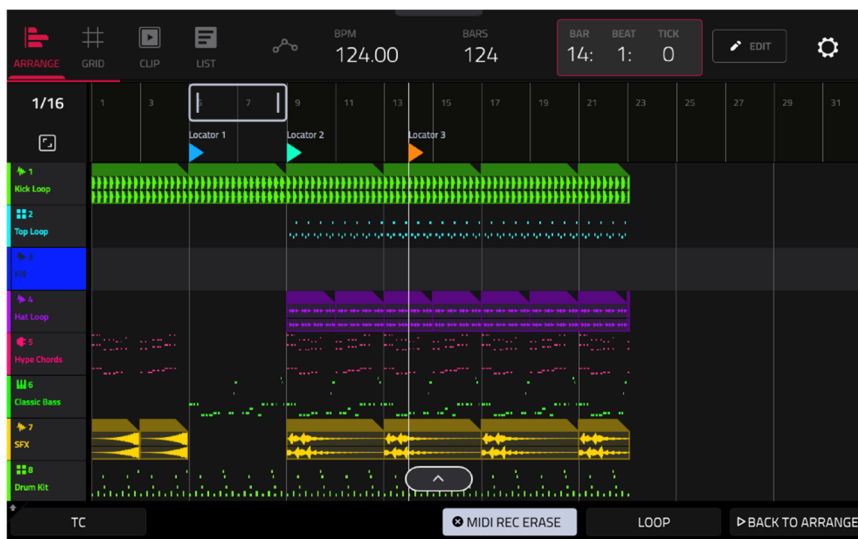 BPM
BARS
BAR BEAT TICK
124.00
124
14: 1: 0
EDIT
ARRANGE GRID CLIP LIST
1/16
1 3 5 7 9 11 13 15 17 19 21 23 25 27 29 31
Locator 1 Locator 2 Locator 3
1
Kick Loop
2
Top Loop
3
Fill
4
Hat Loop
5
Hype Chords
6
Classic Bass
7
SFX
8
Drum Kit
TC
MIDI REC ERASE
LOOP
BACK TO ARRANGE